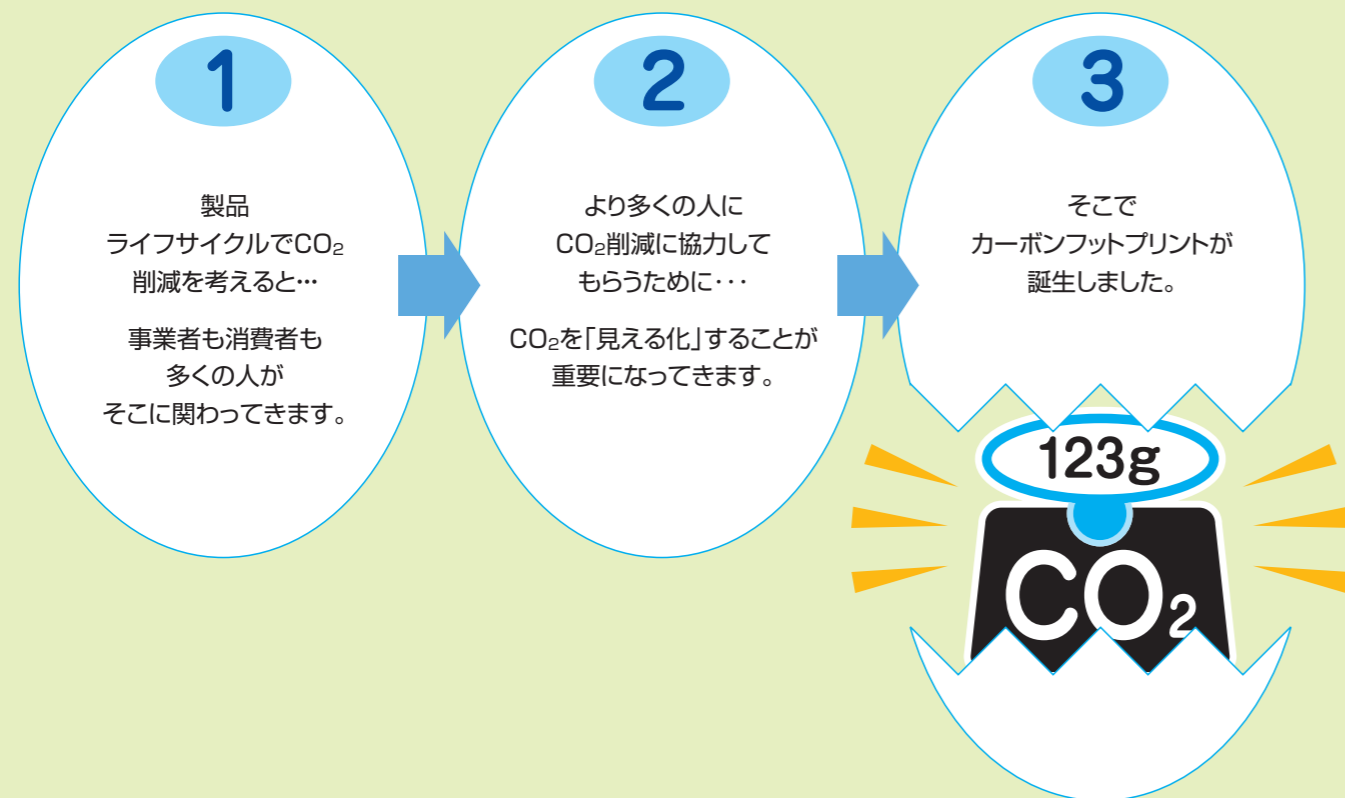 1
製品
ライフサイクルでCO₂
削減を考えると…
事業者も消費者も
多くの人が
そこに関わってきます。
2
より多くの人に
CO₂削減に協力して
もらうために･･･
CO₂を｢見える化｣することが
重要になってきます。
3
そこで
カーボンフットプリントが
誕生しました。
123g
CO₂